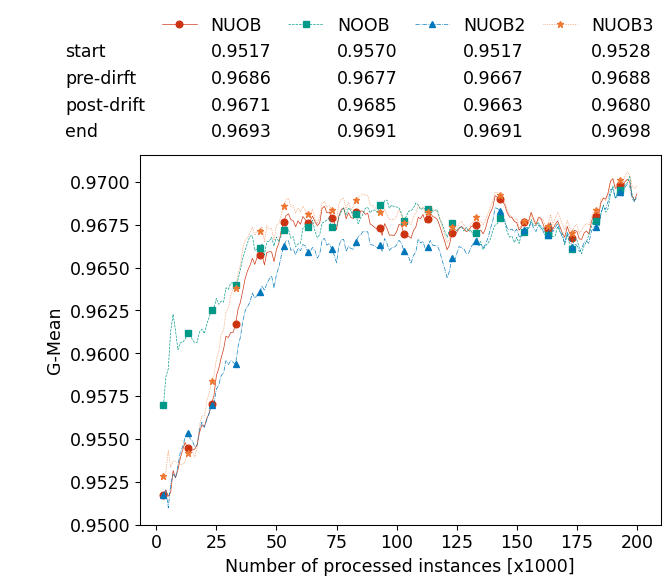 NUOB NOOB NUOB2 NUOB3
start 0.9517 0.9570 0.9517 0.9528
pre-dirft 0.9686 0.9677 0.9667 0.9688
post-drift 0.9671 0.9685 0.9663 0.9680
end 0.9693 0.9691 0.9691 0.9698
0.9700
0.9675
0.9650
0.9625
0.9600
0.9575
0.9550
0.9525
0.9500
G-Mean
0 25 50 75 100 125 150 175 200
Number of processed instances [x1000]